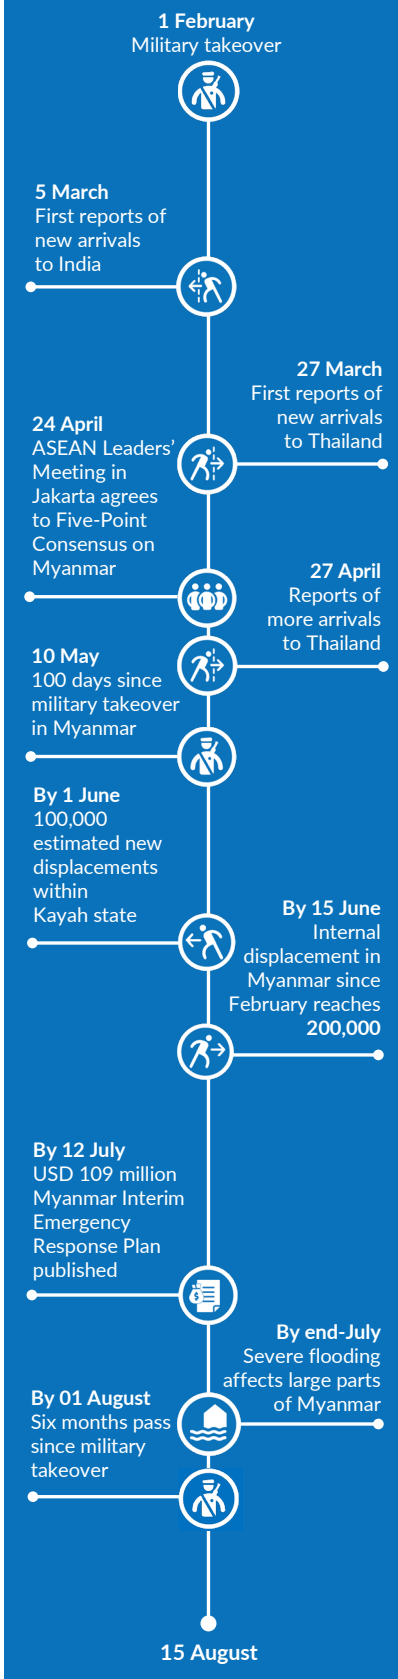 1 February
Military takeover
5 March
First reports of
new arrivals
to India
27 March
First reports of
new arrivals
to Thailand
24 April
ASEAN Leaders'
Meeting in
Jakarta agrees
to Five-Point
Consensus on
Myanmar
27 April
Reports of
more arrivals
to Thailand
10 May
100 days since
military takeover
in Myanmar
By 1 June
100,000
estimated new
displacements
within
Kayah state
By 15 June
Internal
displacement in
Myanmar since
February reaches
200,000
By 12 July
USD 109 million
Myanmar Interim
Emergency
Response Plan
published
$
By end-July
Severe flooding
affects large parts
of Myanmar
By 01 August
Six months pass
since military
takeover
15 August